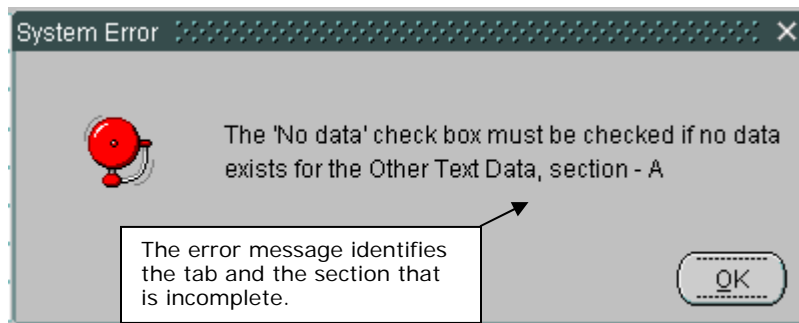 System Error
The 'No data' check box must be checked if no data
exists for the Other Text Data, section - A
The error message identifies
the tab and the section that
is incomplete.
OK